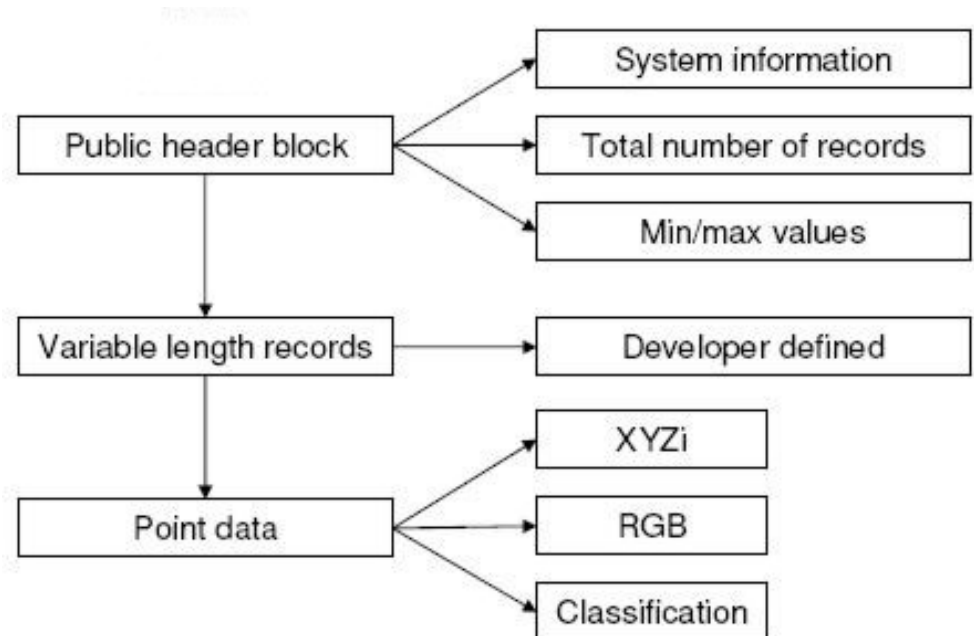 System information
Public header block
Total number of records
Min/max values
Variable length records
Developer defined
XYZi
Point data
RGB
Classification